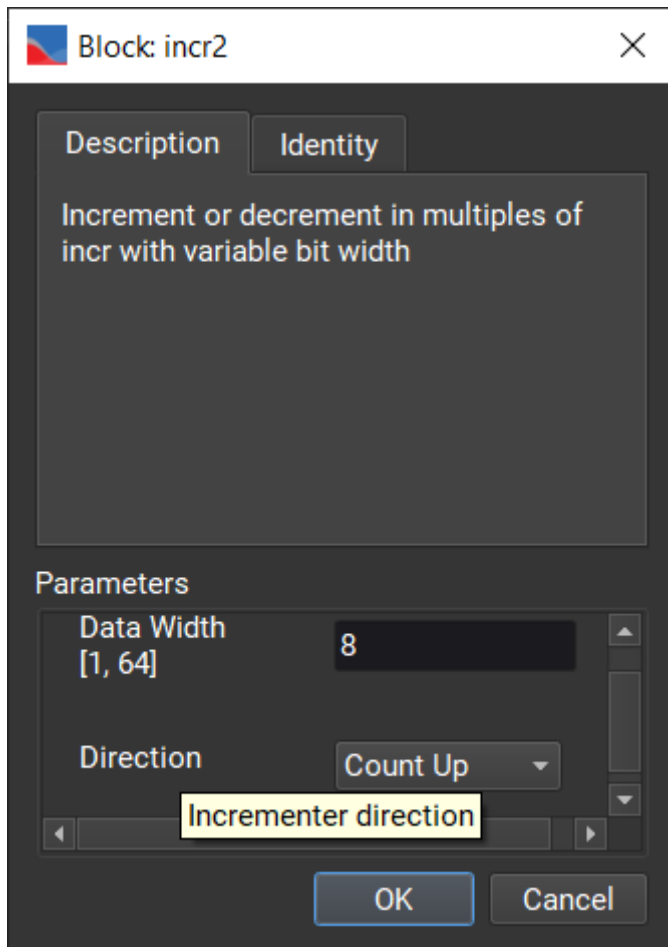 Block: incr2
Description
Identity
Increment or decrement in multiples of
incr with variable bit width
Parameters
Data Width
[1, 64]
8
Direction
Count Up
Incrementer direction
OK
Cancel